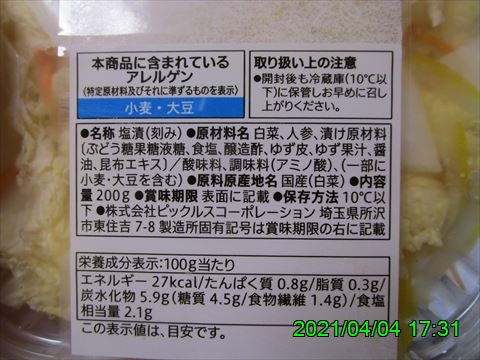 本商品に含まれている
アレルゲン
(特定原材料及びそれに準ずるものを表示)
小麦・大豆
取り扱い上の注意
●開封後も冷蔵庫(10℃以
下)に保管しお早めに召し
上がりください。
●名称 塩漬(刻み) ●原材料名 白菜、人参、漬け原材料
〔ぶどう糖果糖液糖、食塩、醸造酢、ゆず皮、ゆず果汁、醤
油、昆布エキス〕/酸味料、調味料(アミノ酸)、(一部に
小麦・大豆を含む) ●原料原産地名 国産(白菜) ●内容
量 200g ●賞味期限 表面に記載 ●保存方法 10℃以
下 ●株式会社ピックルスコーポレーション 埼玉県所沢
市東住吉 7-8 製造所固有記号は賞味期限の右に記載
栄養成分表示:100g当たり
エネルギー 27kcal/たんぱく質 0.8g/脂質 0.3g/
炭水化物 5.9g(糖質 4.5g/食物繊維 1.4g)/食塩
相当量 2.1g
この表示値は、目安です。
2021/04/04 17:31